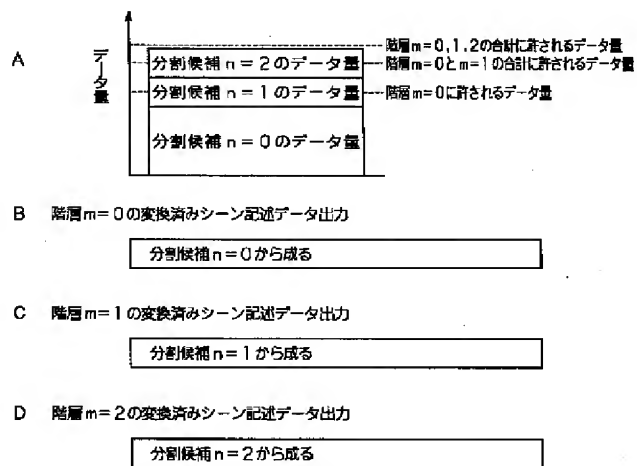 A
データ量
階層m=0,1,2の合計に許されるデータ量
分割候補n=2のデータ量
階層m=0とm=1の合計に許されるデータ量
分割候補n=1のデータ量
階層m=0に許されるデータ量
分割候補n=0のデータ量
B 階層m=0の変換済みシーン記述データ出力
分割候補n=0から成る
C 階層m=1の変換済みシーン記述データ出力
分割候補n=1から成る
D 階層m=2の変換済みシーン記述データ出力
分割候補n=2から成る